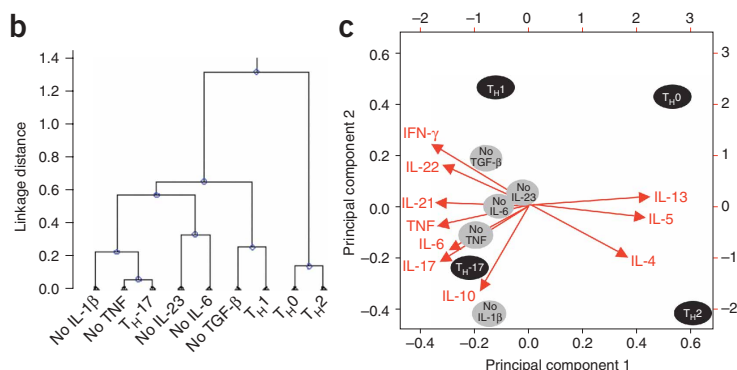 b
Linkage distance
1.4
1.2
1.0
0.8
0.6
0.4
0.2
0.0
No IL-1β
No TNF
TH-17
No IL-23
No IL-6
No TGF-β
TH1
TH0
TH2
c
−2 −1 0 1 2 3
Principal component 2
0.6
0.4
0.2
0.0
−0.2
−0.4
3
2
1
0
−1
−2
TH1
TH0
IFN-γ
No
TGF-β
IL-22
No
IL-23
IL-13
IL-21
No
IL-6
IL-5
TNF
No
TNF
IL-6
IL-4
IL-17
TH-17
IL-10
No
IL-1β
TH2
−0.4 −0.2 0.0 0.2 0.4 0.6
Principal component 1